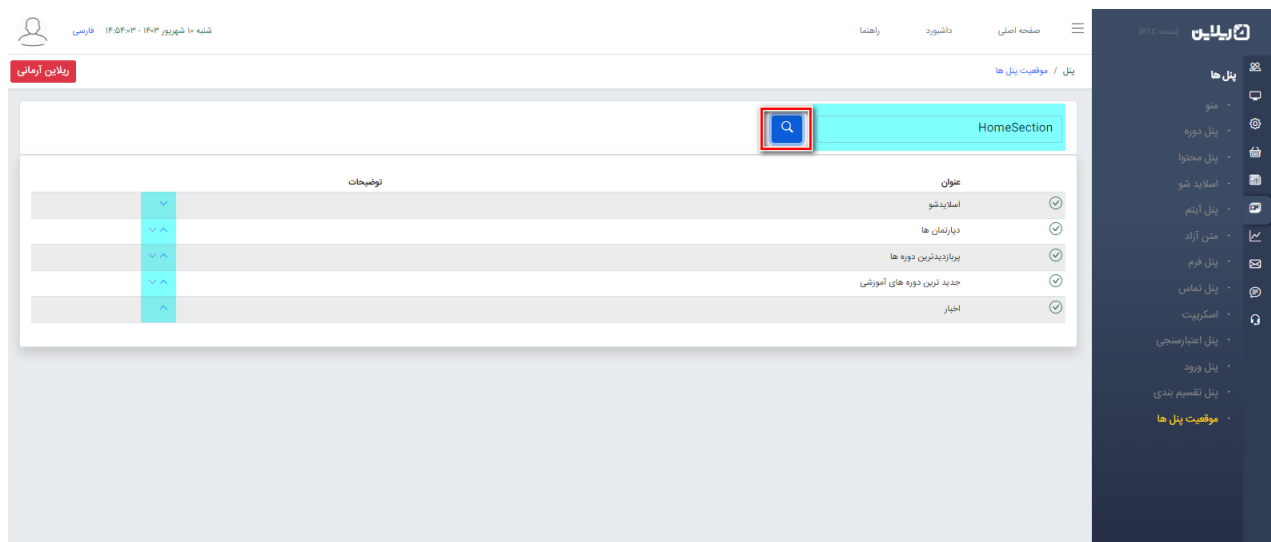 ریلاین [نسخه PTC]
صفحه اصلی داشبورد راهنما
شنبه ۱۰ شهریور ۱۴۰۳ - ۱۴:۵۴:۰۳ فارسی
پنل / موقعیت پنل ها
ریلاین آرمانی
HomeSection
عنوان توضیحات
اسلایدشو
دپارتمان ها
پربازدیدترین دوره ها
جدید ترین دوره های آموزشی
اخبار
پنل ها
منو
پنل دوره
پنل محتوا
اسلاید شو
پنل آیتم
متن آزاد
پنل فرم
پنل تماس
اسکریپت
پنل اعتبارسنجی
پنل ورود
پنل تقسیم بندی
موقعیت پنل ها